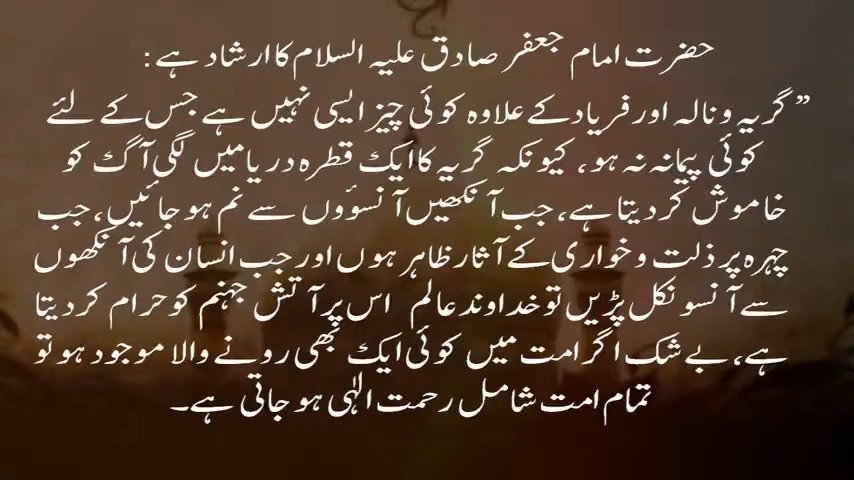 حضرت امام جعفر صادق علیہ السلام کا ارشاد ہے:
”گریہ و نالہ اور فریاد کے علاوہ کوئی چیز ایسی نہیں ہے جس کے لئے
کوئی پیمانہ نہ ہو، کیونکہ گریہ کا ایک قطرہ دریا میں لگی آگ کو
خاموش کر دیتا ہے، جب آنکھیں آنسوٴوں سے نم ہو جائیں، جب
چہرہ پر ذلت و خواری کے آثار ظاہر ہوں اور جب انسان کی آنکھوں
سے آنسو نکل پڑیں تو خداوند عالم اس پر آتش جہنم کو حرام کر دیتا
ہے، بے شک اگر امت میں کوئی ایک بھی رونے والا موجود ہو تو
تمام امت شامل رحمت الٰہی ہو جاتی ہے۔